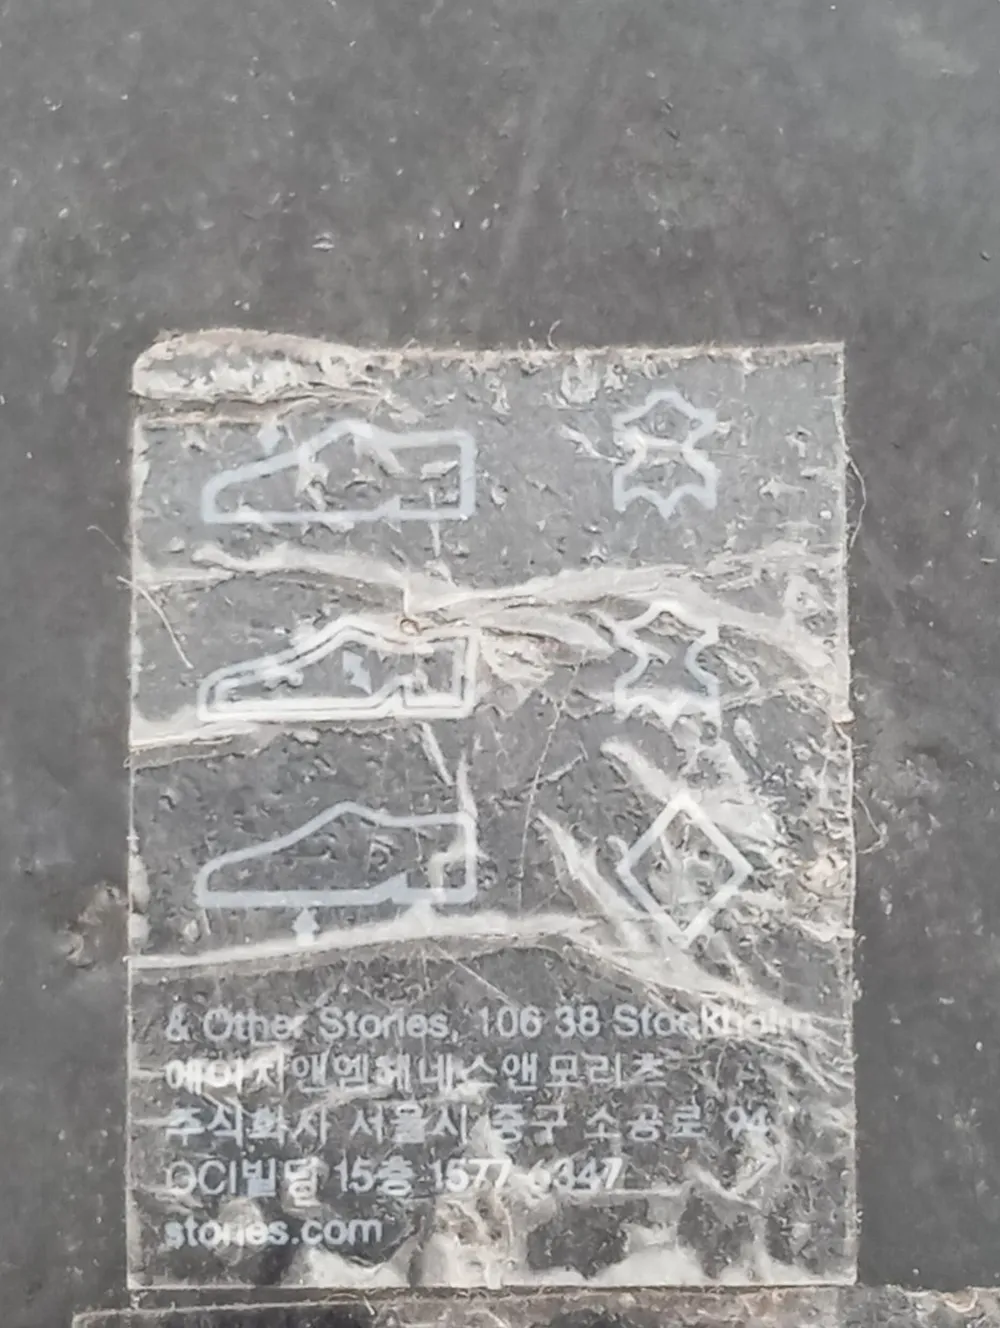 & Other Stories, 106 38 Stockholm
에이치앤엠헤네스앤모리츠
주식회사 서울시 중구 소공로 94
OCI빌딩 15층 1577-6347
stories.com